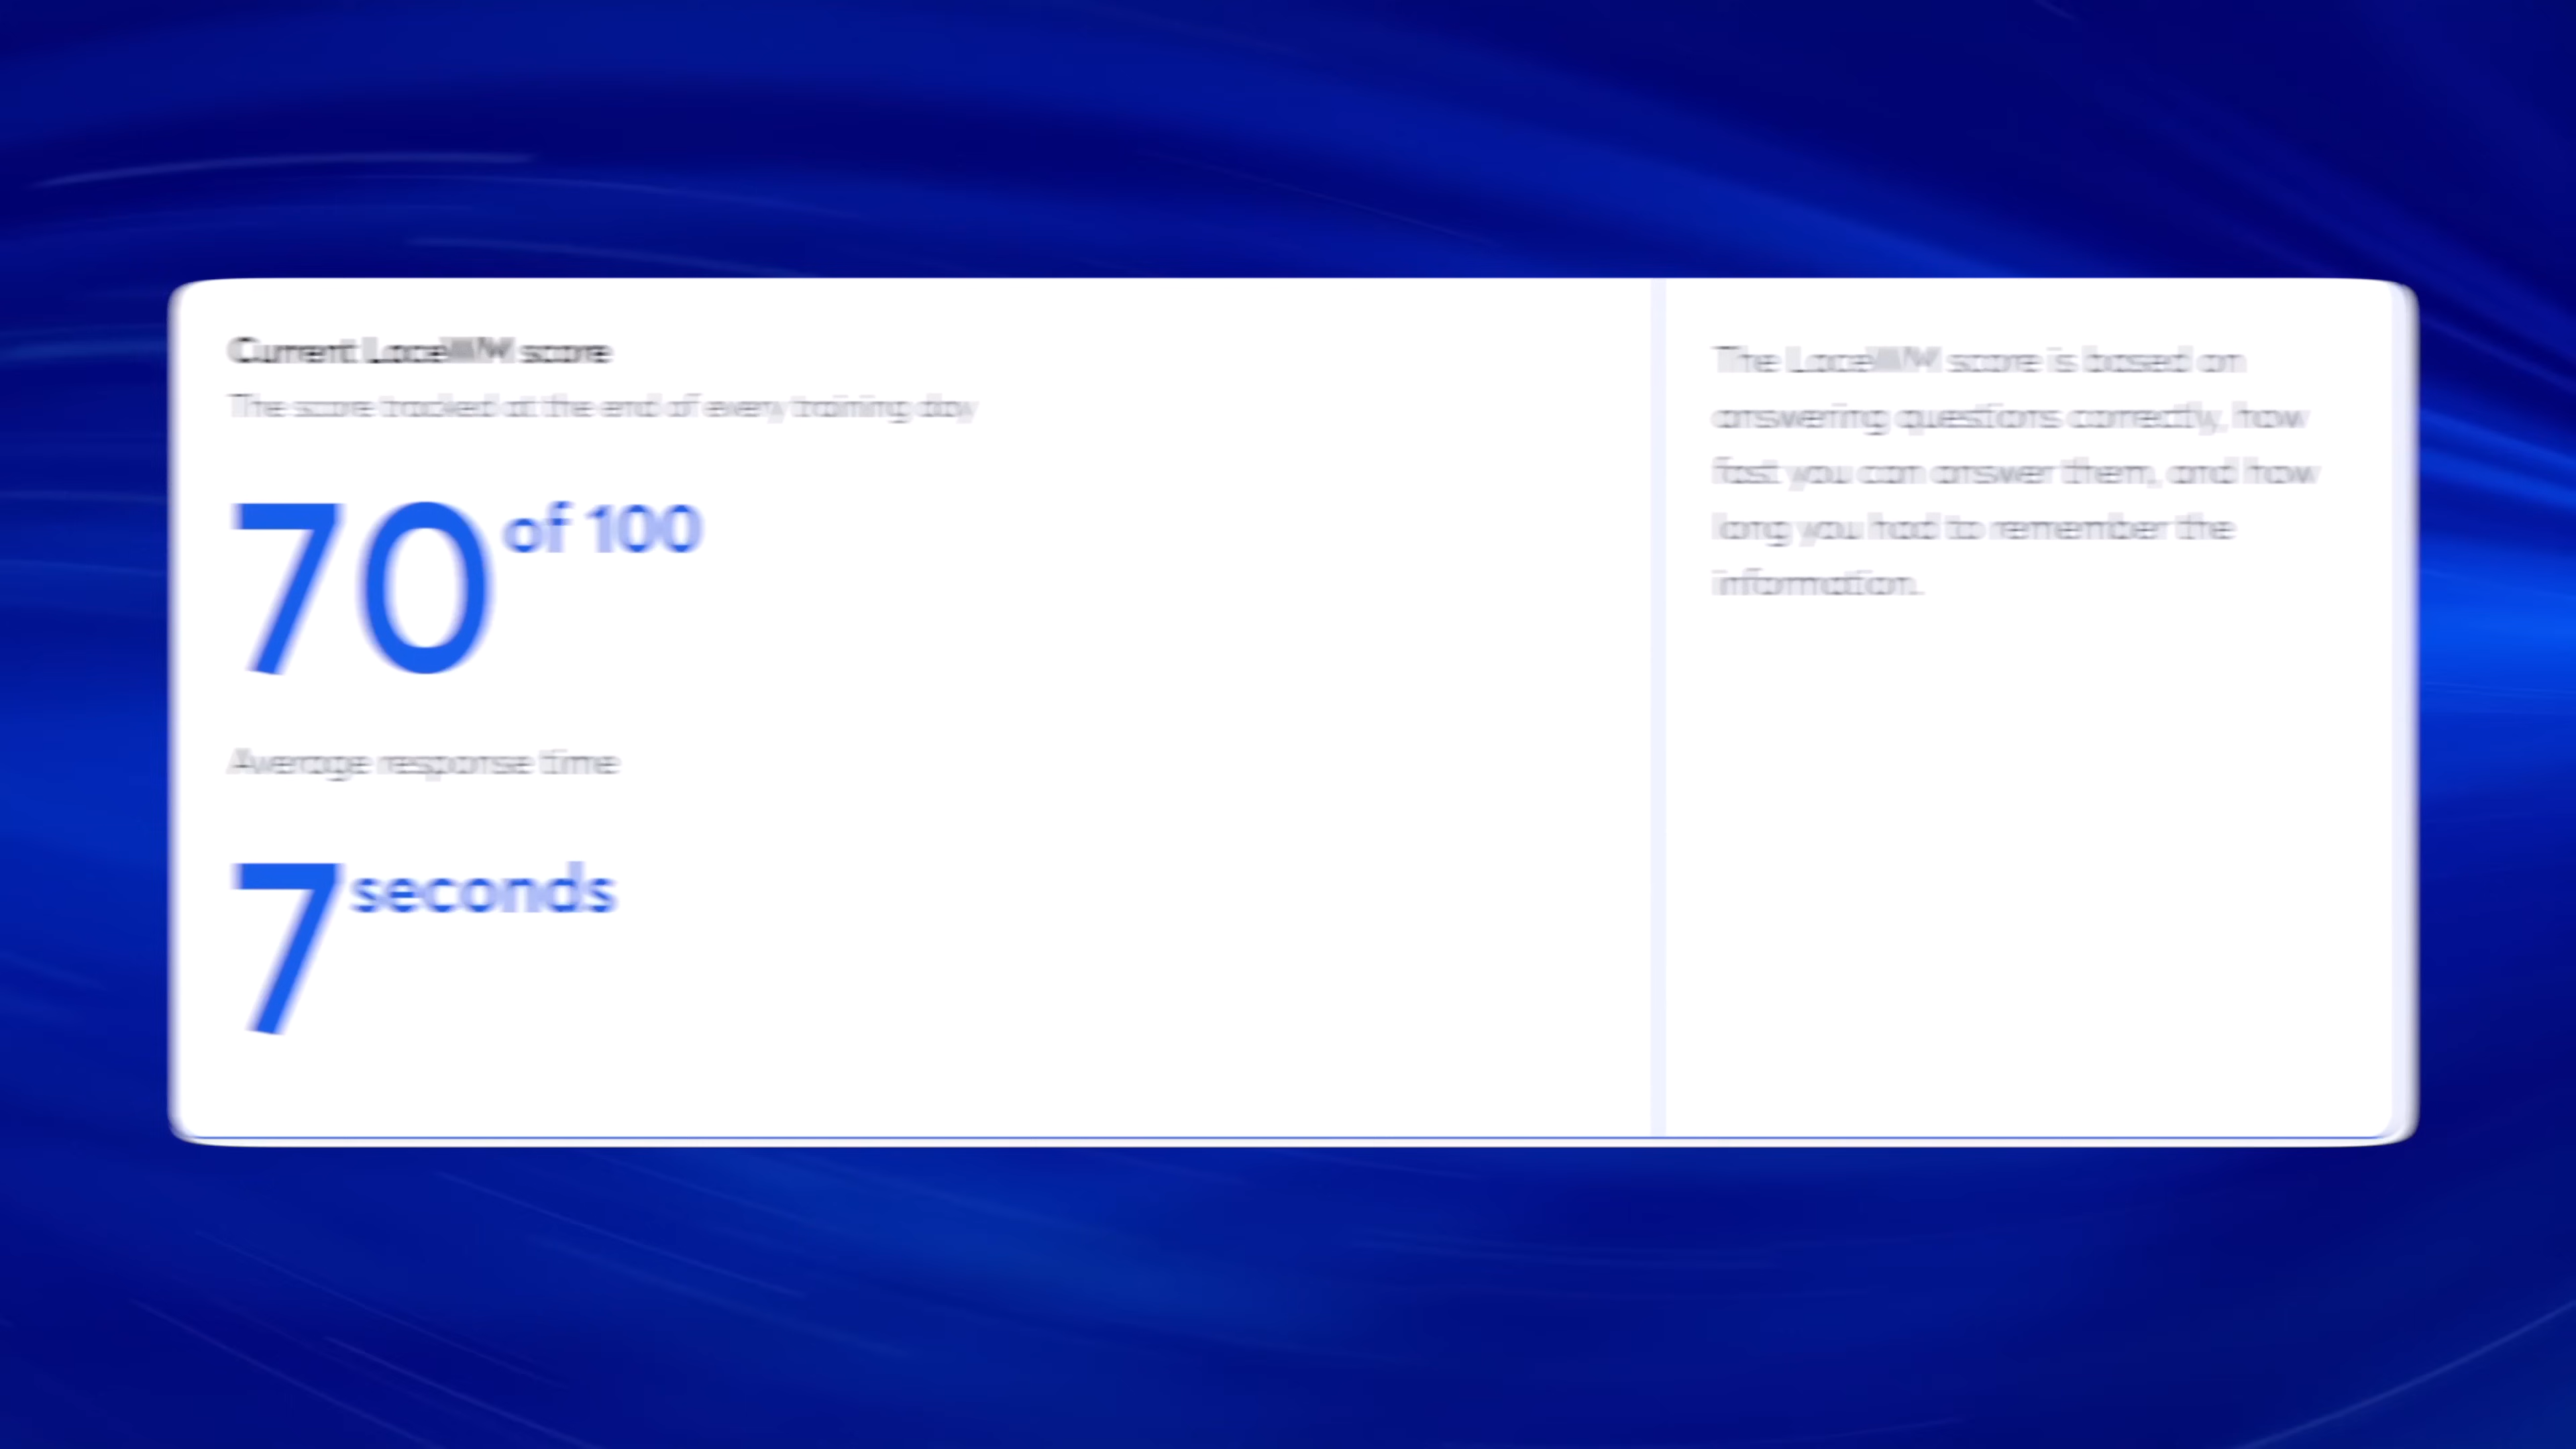 Current score
The score tracked at the end of every training day
70 of 100
Average response time
7 seconds
The score is based on
answering questions correctly, how
fast you can answer them, and how
long you had to remember the
information.